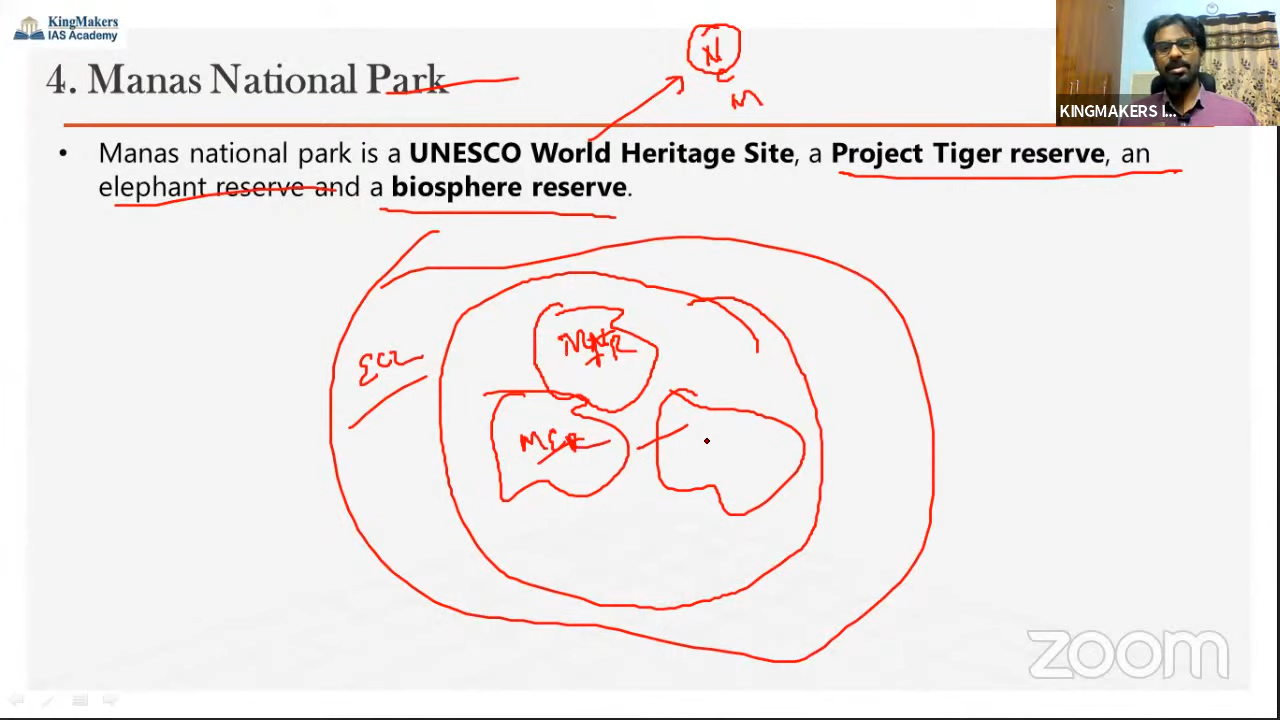 KingMakers
IAS Academy
4. Manas National Park
N
M
KINGMAKERS I...
• Manas national park is a UNESCO World Heritage Site, a Project Tiger reserve, an
elephant reserve and a biosphere reserve.
zoom